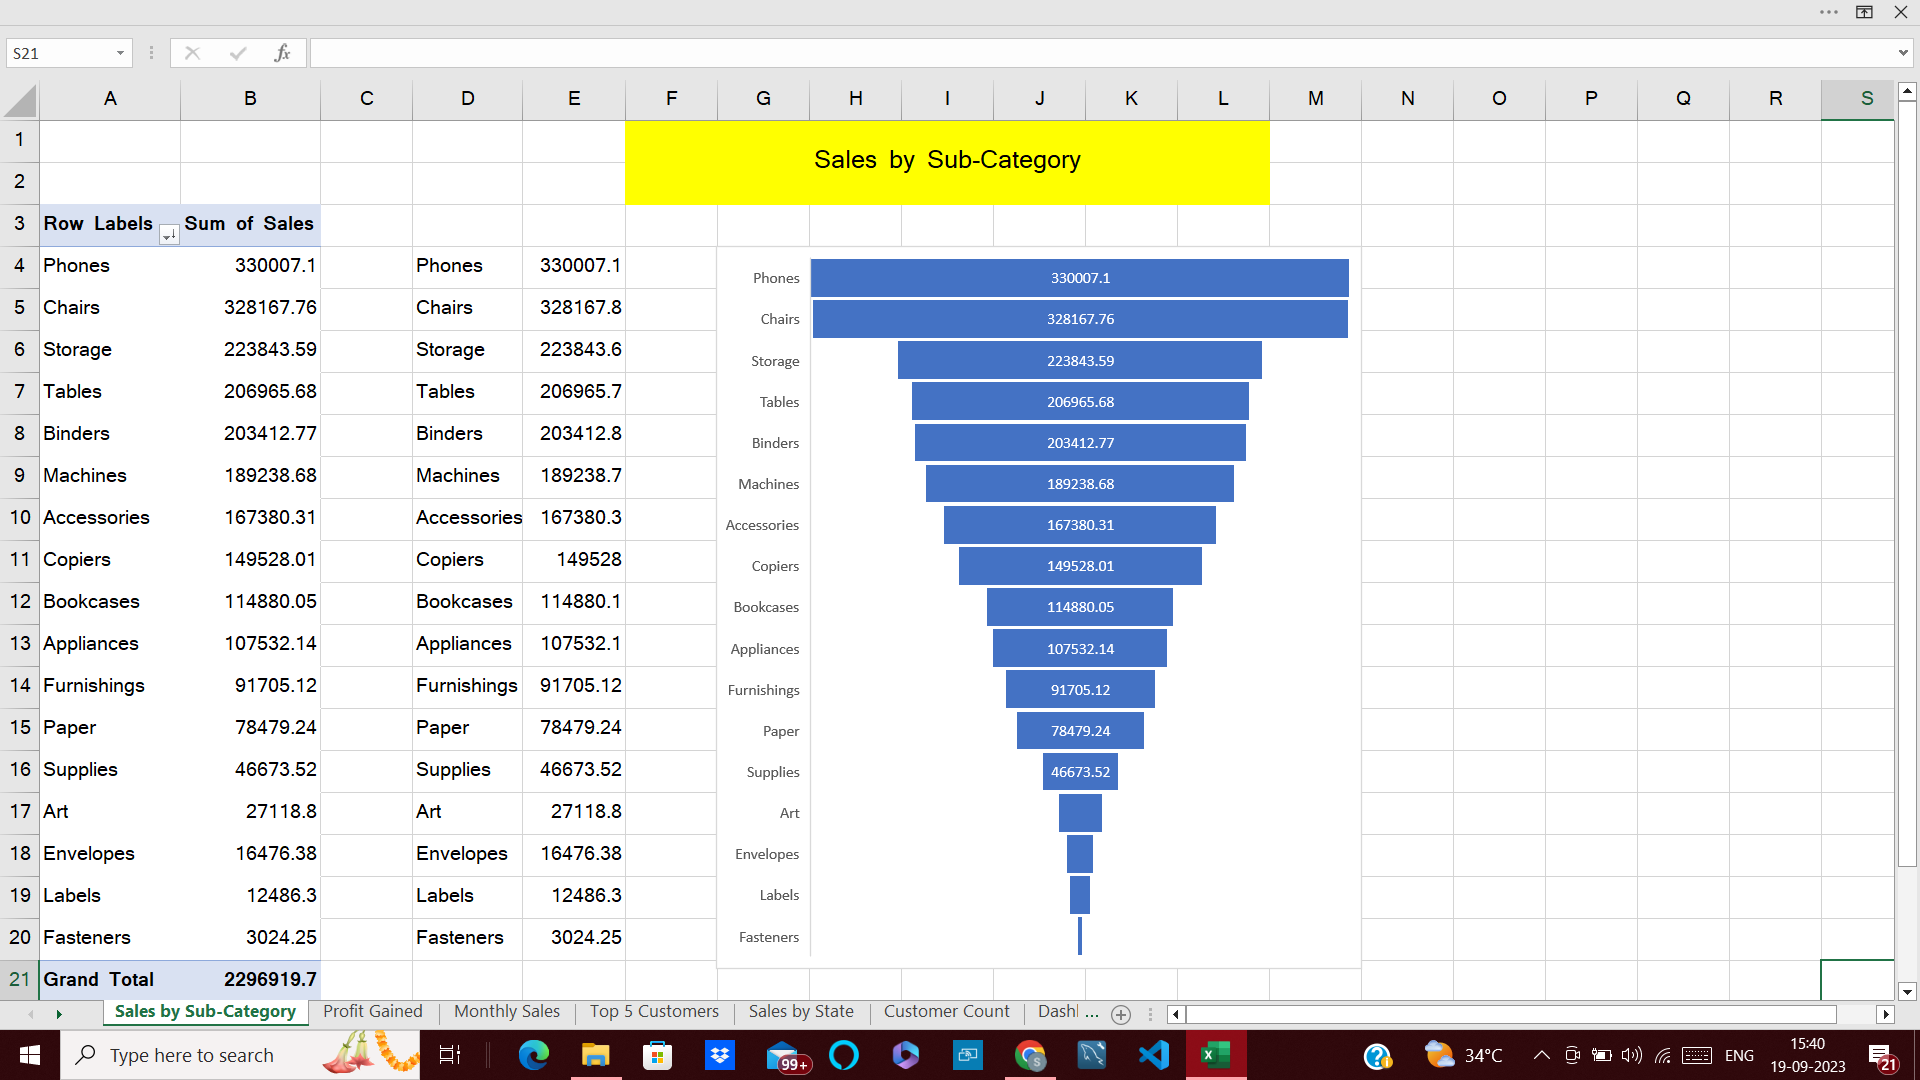 S21
fx
A B C D E F G H I J K L M N O P Q R S
1
Sales by Sub-Category
2
3 Row Labels Sum of Sales
4 Phones 330007.1 Phones 330007.1
5 Chairs 328167.76 Chairs 328167.8
6 Storage 223843.59 Storage 223843.6
7 Tables 206965.68 Tables 206965.7
8 Binders 203412.77 Binders 203412.8
9 Machines 189238.68 Machines 189238.7
10 Accessories 167380.31 Accessories 167380.3
11 Copiers 149528.01 Copiers 149528
12 Bookcases 114880.05 Bookcases 114880.1
13 Appliances 107532.14 Appliances 107532.1
14 Furnishings 91705.12 Furnishings 91705.12
15 Paper 78479.24 Paper 78479.24
16 Supplies 46673.52 Supplies 46673.52
17 Art 27118.8 Art 27118.8
18 Envelopes 16476.38 Envelopes 16476.38
19 Labels 12486.3 Labels 12486.3
20 Fasteners 3024.25 Fasteners 3024.25
21 Grand Total 2296919.7
Phones 330007.1
Chairs 328167.76
Storage 223843.59
Tables 206965.68
Binders 203412.77
Machines 189238.68
Accessories 167380.31
Copiers 149528.01
Bookcases 114880.05
Appliances 107532.14
Furnishings 91705.12
Paper 78479.24
Supplies 46673.52
Art
Envelopes
Labels
Fasteners
Sales by Sub-Category Profit Gained Monthly Sales Top 5 Customers Sales by State Customer Count Dashl ...
Type here to search 99+ S 34°C ENG 15:40
19-09-2023 21